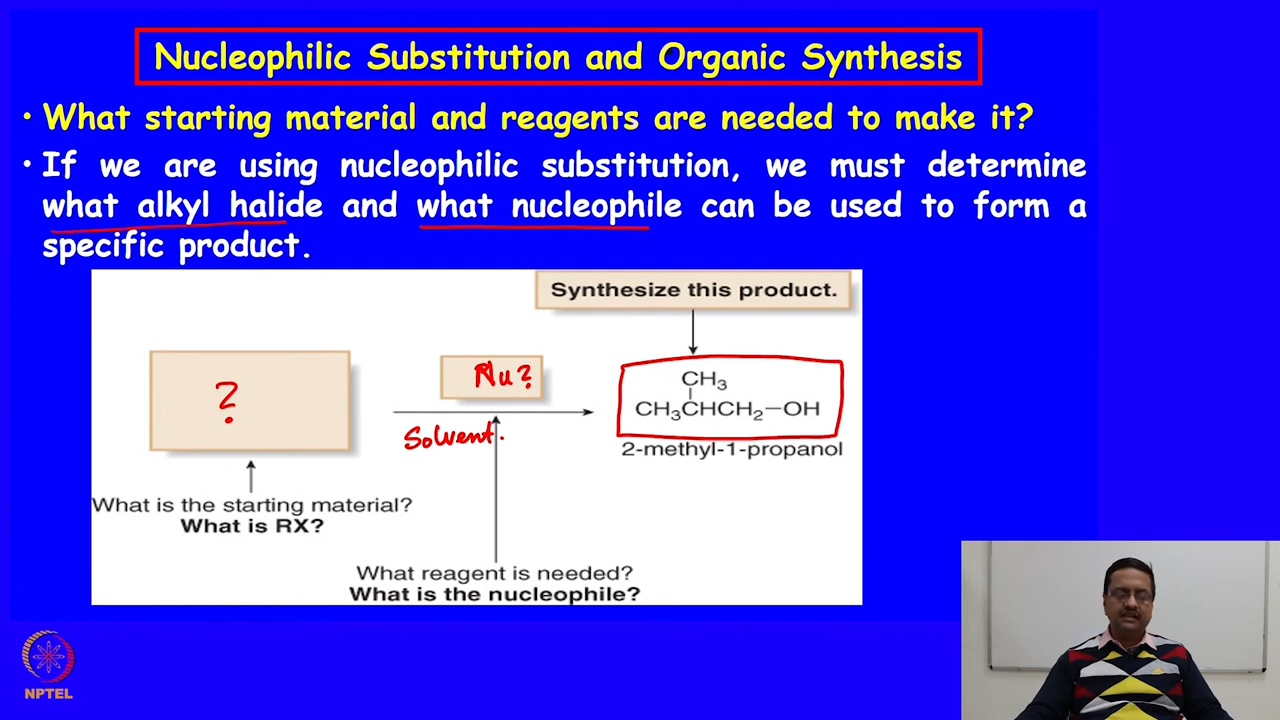 Nucleophilic Substitution and Organic Synthesis
• What starting material and reagents are needed to make it?
• If we are using nucleophilic substitution, we must determine
what alkyl halide and what nucleophile can be used to form a
specific product.
Synthesize this product.
?
Nu?
Solvent.
CH₃
CH₃CHCH₂–OH
2-methyl-1-propanol
What is the starting material?
What is RX?
What reagent is needed?
What is the nucleophile?
NPTEL